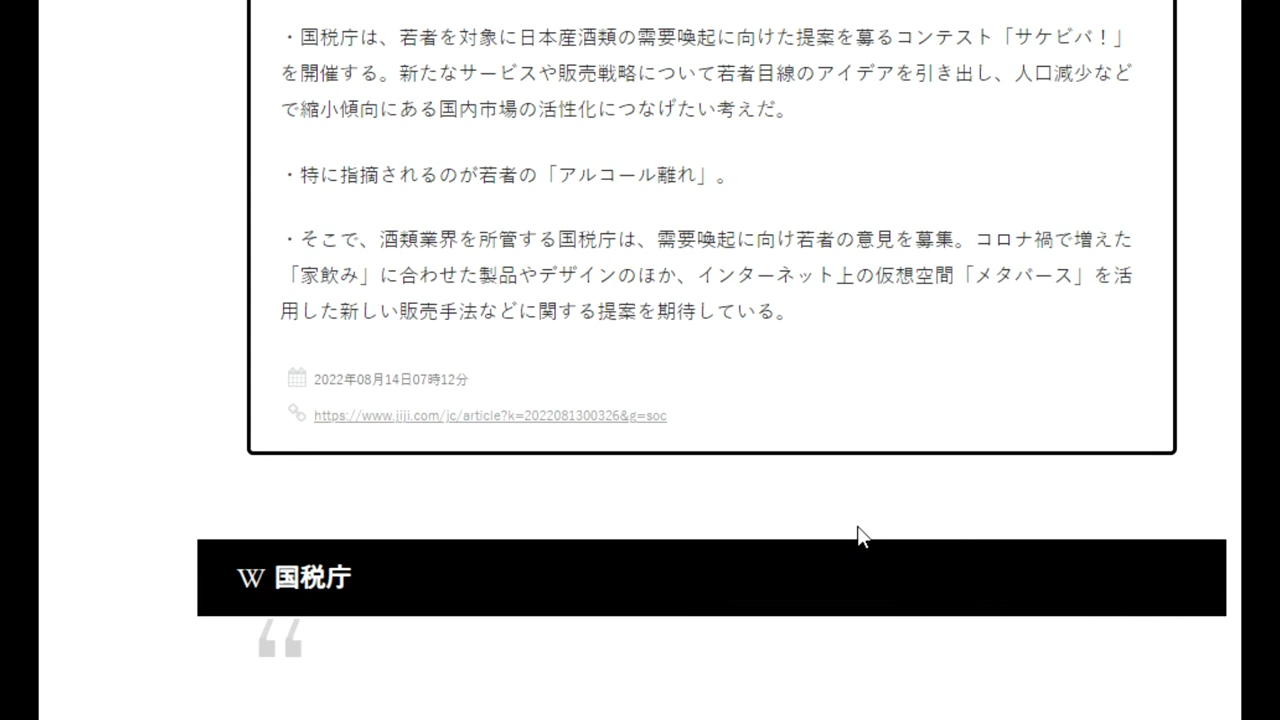 ・国税庁は、若者を対象に日本産酒類の需要喚起に向けた提案を募るコンテスト「サケビバ！」
を開催する。新たなサービスや販売戦略について若者目線のアイデアを引き出し、人口減少など
で縮小傾向にある国内市場の活性化につなげたい考えだ。
・特に指摘されるのが若者の「アルコール離れ」。
・そこで、酒類業界を所管する国税庁は、需要喚起に向け若者の意見を募集。コロナ禍で増えた
「家飲み」に合わせた製品やデザインのほか、インターネット上の仮想空間「メタバース」を活
用した新しい販売手法などに関する提案を期待している。
2022年08月14日07時12分
https://www.jiji.com/jc/article?k=2022081300326&g=soc
W 国税庁